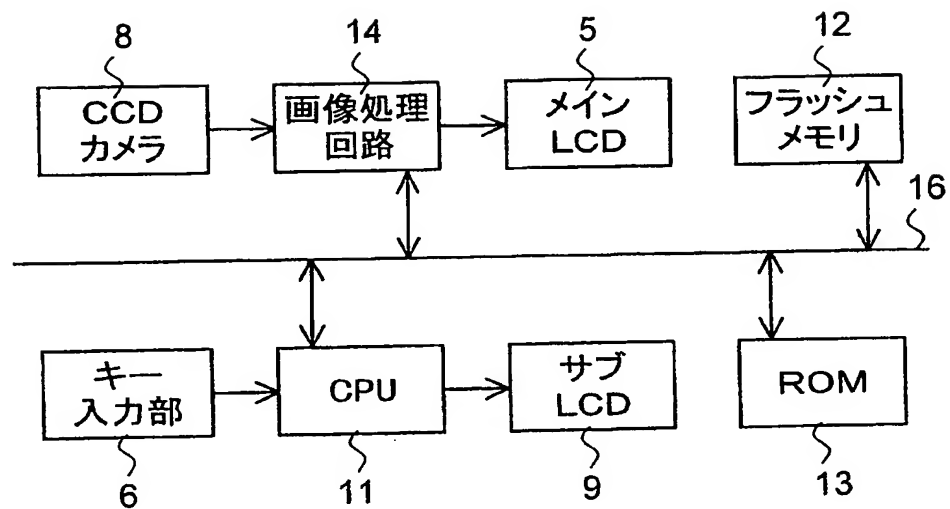 8
14
5
12
CCD
カメラ
画像処理
回路
メイン
LCD
フラッシュ
メモリ
16
キー
入力部
CPU
サブ
LCD
ROM
6
11
9
13